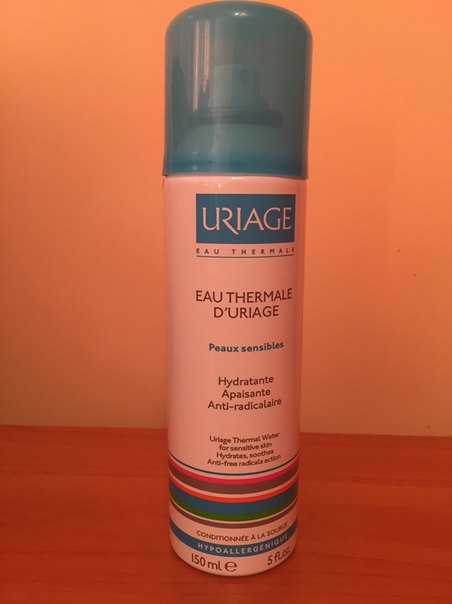 URIAGE
EAU THERMALE
EAU THERMALE
D'URIAGE
Peaux sensibles
Hydratante
Apaisante
Anti-radicalaire
Uriage Thermal Water
for sensitive skin
Hydrates, soothes
Anti-free radicals action
CONDITIONNÉE À LA SOURCE
HYPOALLERGÉNIQUE
150 ml e 5 fl.oz.